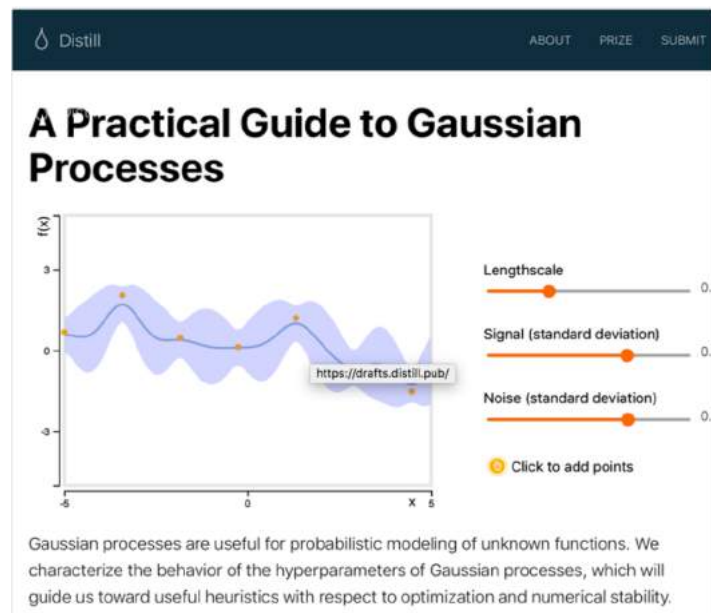 Distill
ABOUT PRIZE SUBMIT
A Practical Guide to Gaussian
Processes
f(x)
3
0
-3
-5 0 x 5
https://drafts.distill.pub/
Lengthscale
0.
Signal (standard deviation)
0.
Noise (standard deviation)
0.
Click to add points
Gaussian processes are useful for probabilistic modeling of unknown functions. We
characterize the behavior of the hyperparameters of Gaussian processes, which will
guide us toward useful heuristics with respect to optimization and numerical stability.